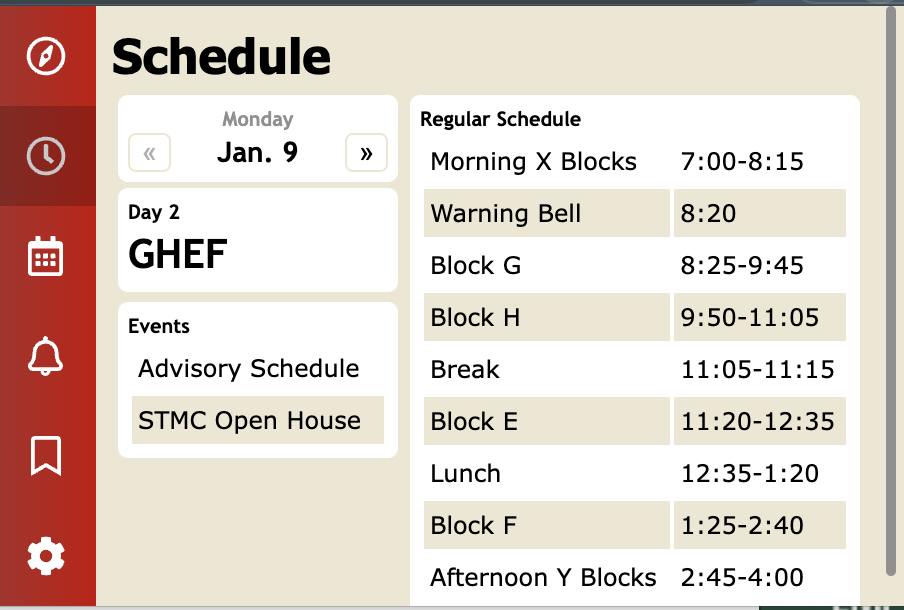 Schedule
Monday
« Jan. 9 »
Day 2
GHEF
Events
Advisory Schedule
STMC Open House
Regular Schedule
Morning X Blocks 7:00-8:15
Warning Bell 8:20
Block G 8:25-9:45
Block H 9:50-11:05
Break 11:05-11:15
Block E 11:20-12:35
Lunch 12:35-1:20
Block F 1:25-2:40
Afternoon Y Blocks 2:45-4:00